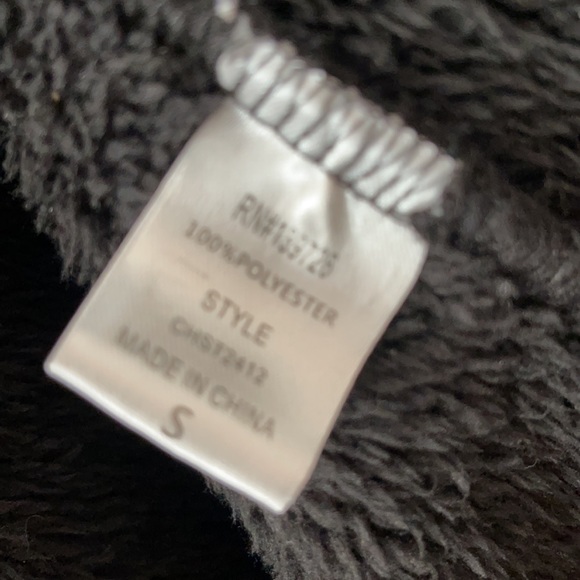 100%POLYESTER
STYLE
CHST2412
MADE IN CHINA
S